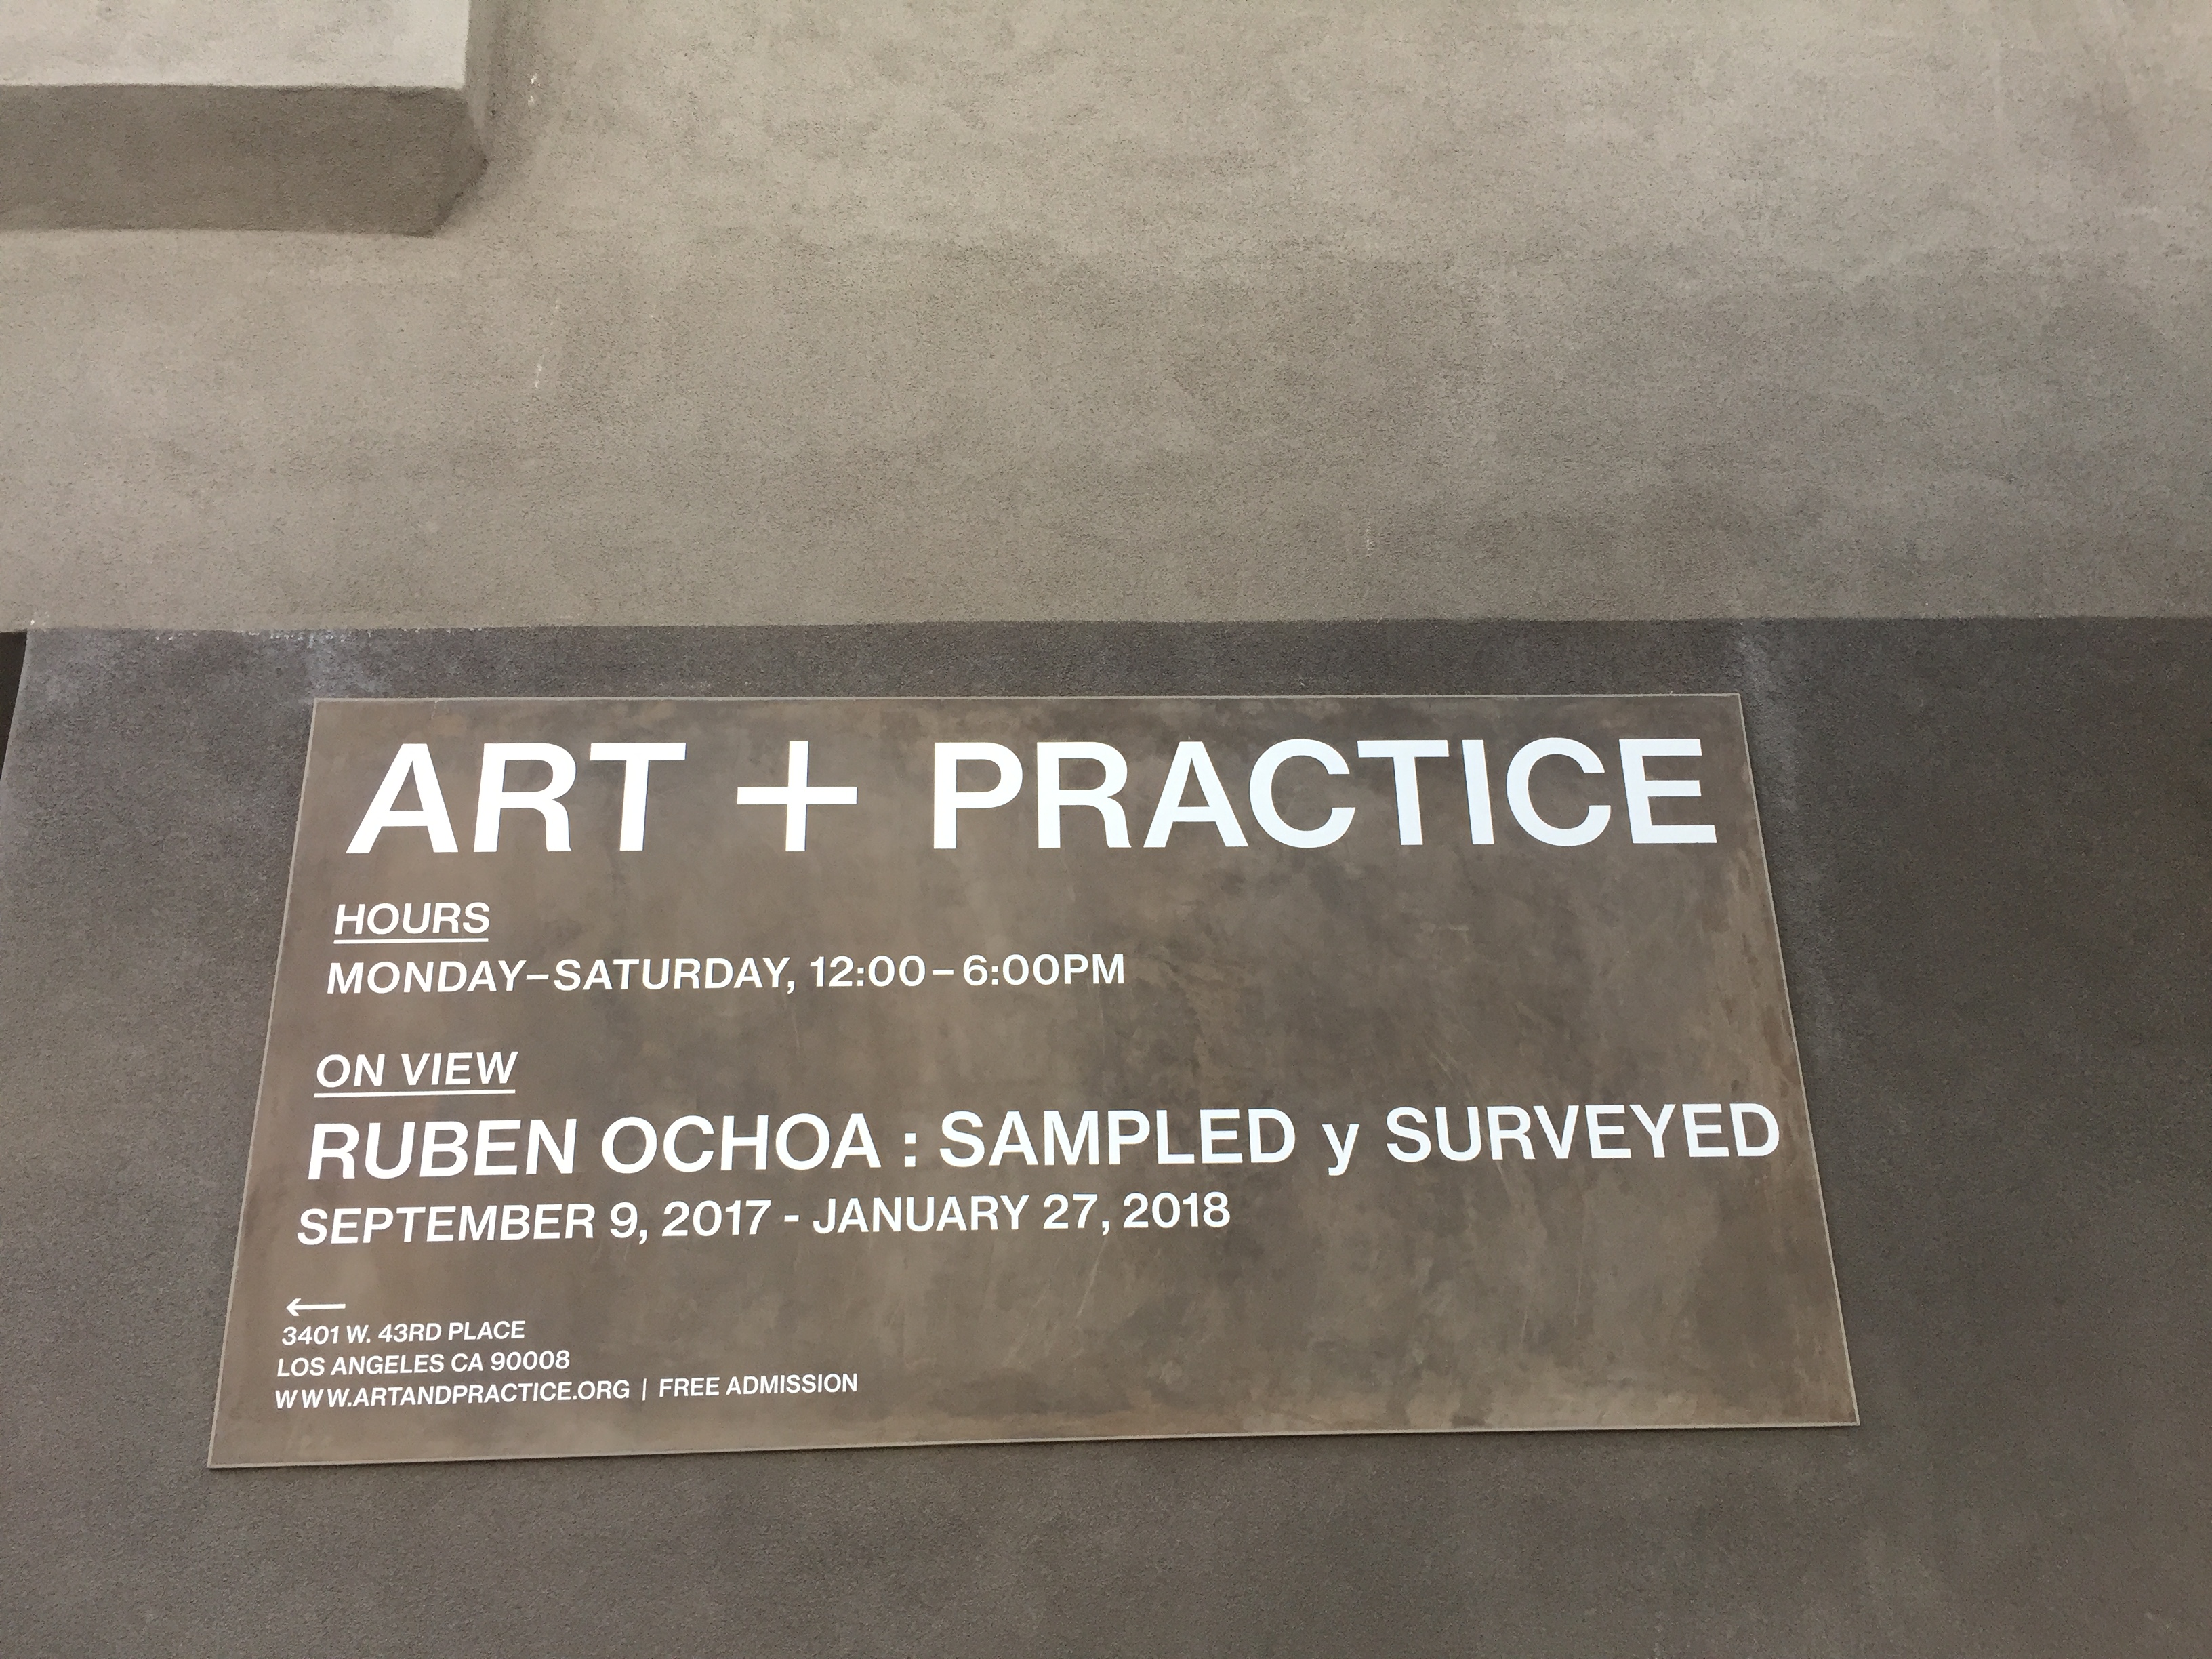 ART + PRACTICE
HOURS
MONDAY–SATURDAY, 12:00–6:00PM
ON VIEW
RUBEN OCHOA : SAMPLED y SURVEYED
SEPTEMBER 9, 2017 - JANUARY 27, 2018
←
3401 W. 43RD PLACE
LOS ANGELES CA 90008
WWW.ARTANDPRACTICE.ORG | FREE ADMISSION